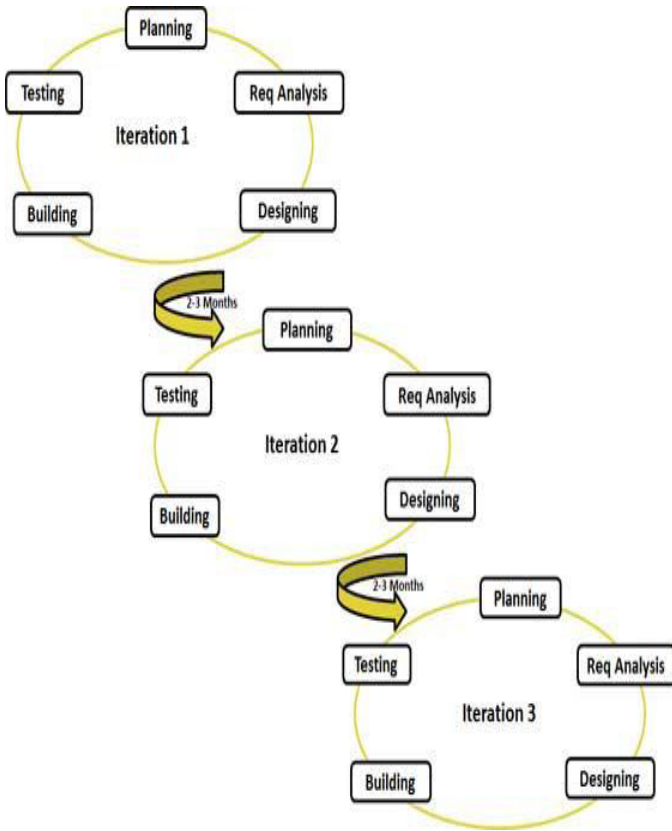 Planning
Testing
Req Analysis
Iteration 1
Building
Designing
2-3 Months
Planning
Testing
Req Analysis
Iteration 2
Building
Designing
2-3 Months
Planning
Testing
Req Analysis
Iteration 3
Building
Designing